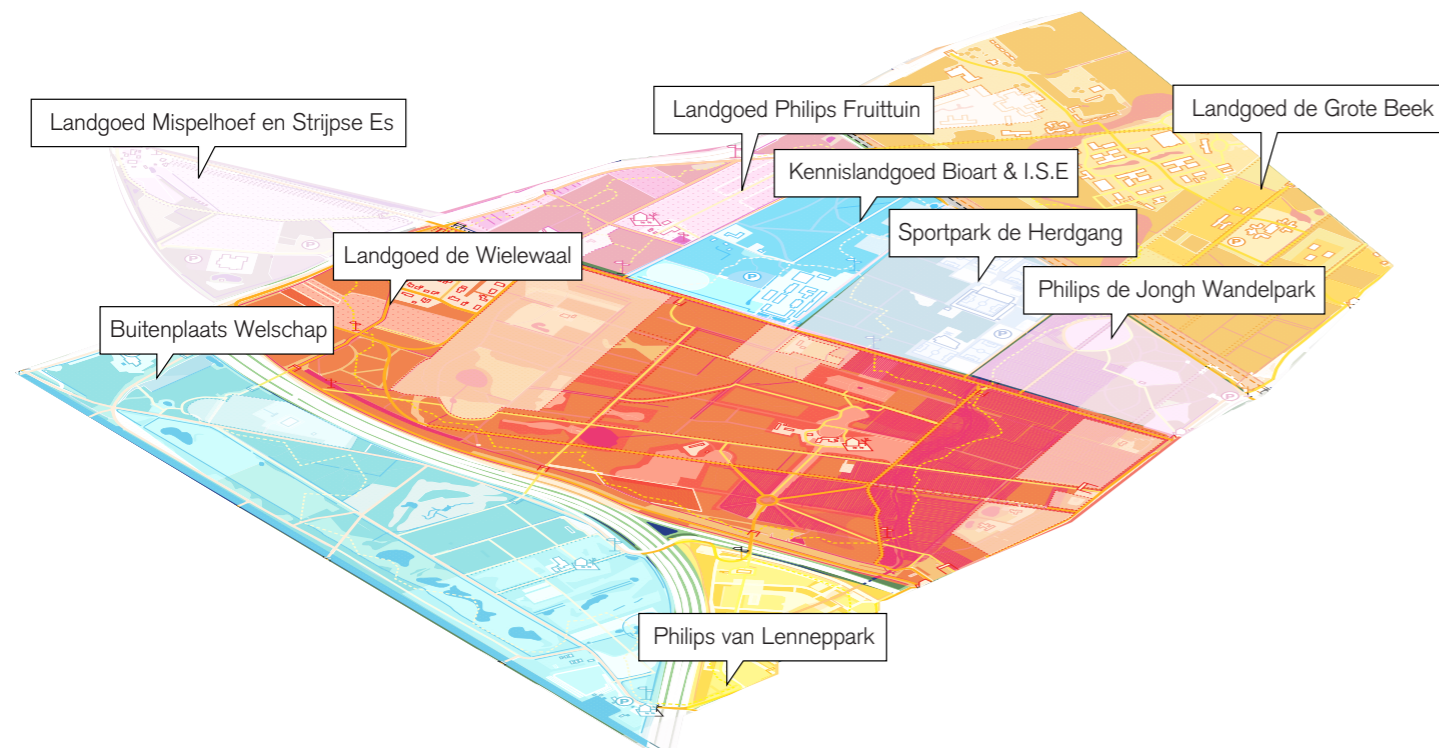 Landgoed Mispelhoef en Strijpse Es
Landgoed Philips Fruittuin
Landgoed de Grote Beek
Kennislandgoed Bioart & I.S.E
Sportpark de Herdgang
Landgoed de Wielewaal
Philips de Jongh Wandelpark
Buitenplaats Welschap
Philips van Lenneppark